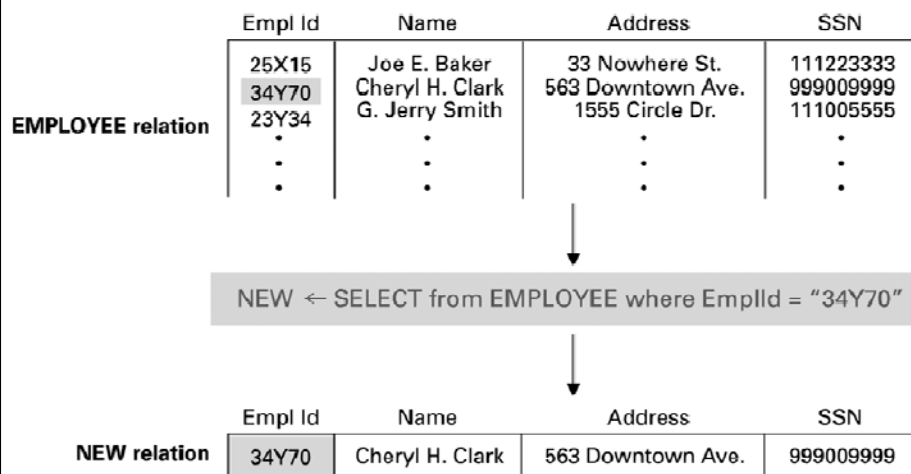 Empl Id Name Address SSN
25X15 Joe E. Baker 33 Nowhere St. 111223333
34Y70 Cheryl H. Clark 563 Downtown Ave. 999009999
23Y34 G. Jerry Smith 1555 Circle Dr. 111005555
EMPLOYEE relation
NEW ← SELECT from EMPLOYEE where EmplId = "34Y70"
Empl Id Name Address SSN
NEW relation 34Y70 Cheryl H. Clark 563 Downtown Ave. 999009999